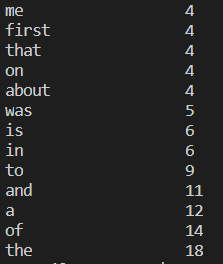 me 4
first 4
that 4
on 4
about 4
was 5
is 6
in 6
to 9
and 11
a 12
of 14
the 18